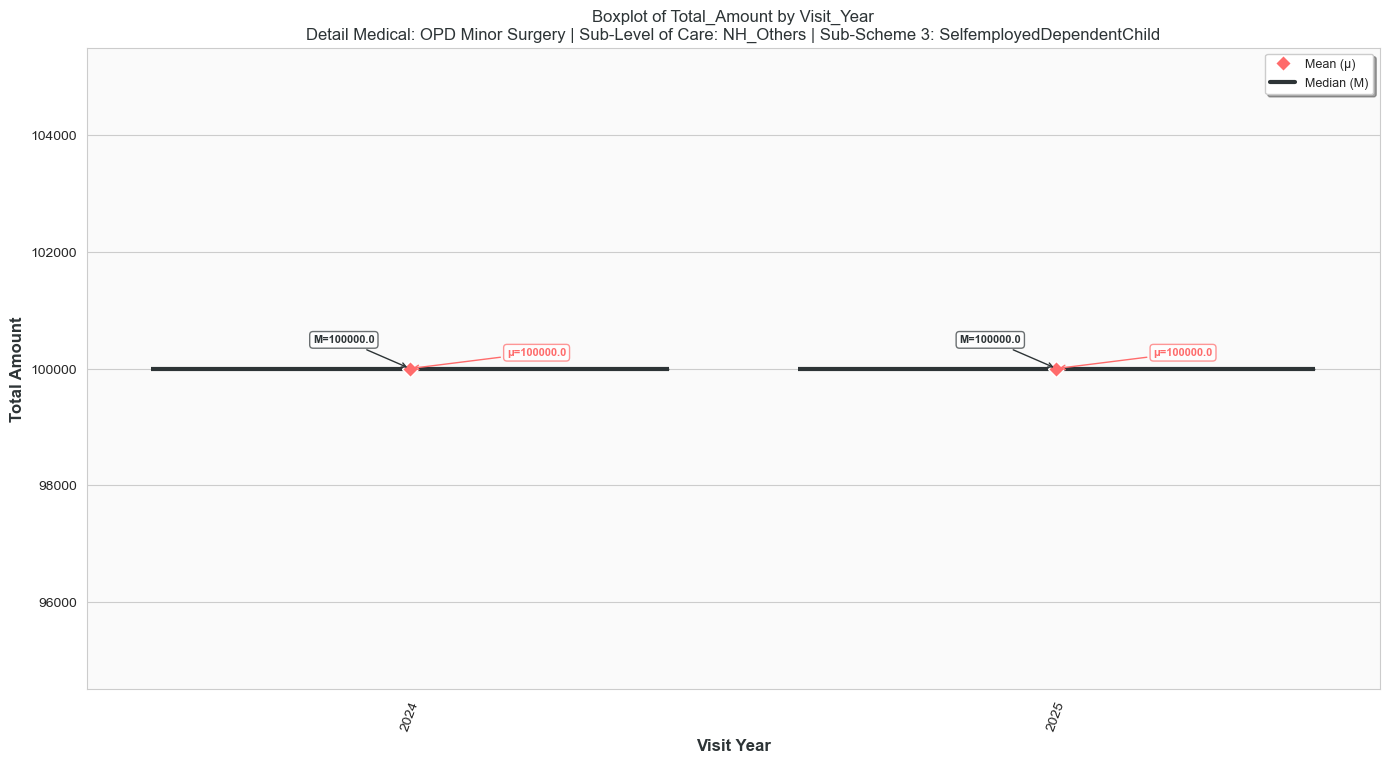 Boxplot of Total_Amount by Visit_Year
Detail Medical: OPD Minor Surgery | Sub-Level of Care: NH_Others | Sub-Scheme 3: SelfemployedDependentChild
Mean (μ)
Median (M)
Total Amount
104000
102000
100000
98000
96000
M=100000.0
μ=100000.0
M=100000.0
μ=100000.0
2024
2025
Visit Year